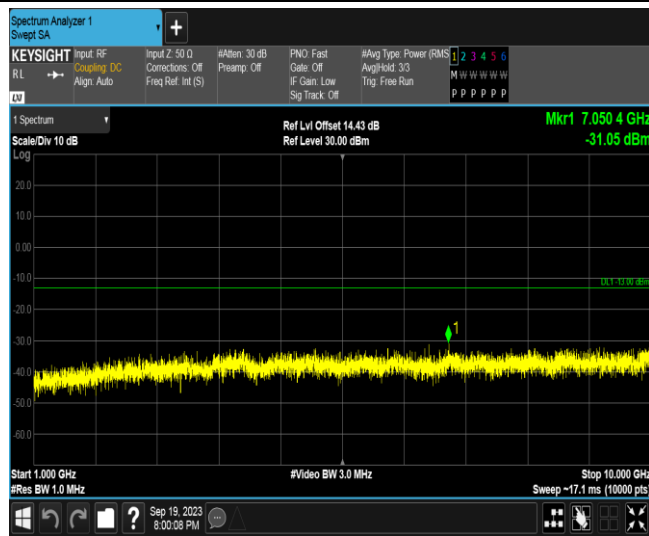 Spectrum Analyzer 1
Swept SA
+
KEYSIGHT Input: RF Input Z: 50 Ω #Atten: 30 dB PNO: Fast #Avg Type: Power (RMS 1 2 3 4 5 6
RL Coupling: DC Corrections: Off Preamp: Off Gate: Off Avg|Hold: 3/3 M W W W W W
Align: Auto Freq Ref: Int (S) IF Gain: Low Trig: Free Run
Sig Track: Off P P P P P P
LXI
1 Spectrum Ref Lvl Offset 14.43 dB Mkr1 7.050 4 GHz
Scale/Div 10 dB Ref Level 30.00 dBm -31.05 dBm
Log
20.0
10.0
0.00
-10.0 DL1 -13.00 dBm
-20.0
1
-30.0
-40.0
-50.0
-60.0
Start 1.000 GHz #Video BW 3.0 MHz Stop 10.000 GHz
#Res BW 1.0 MHz Sweep ~17.1 ms (10000 pts)
? Sep 19, 2023
8:00:08 PM